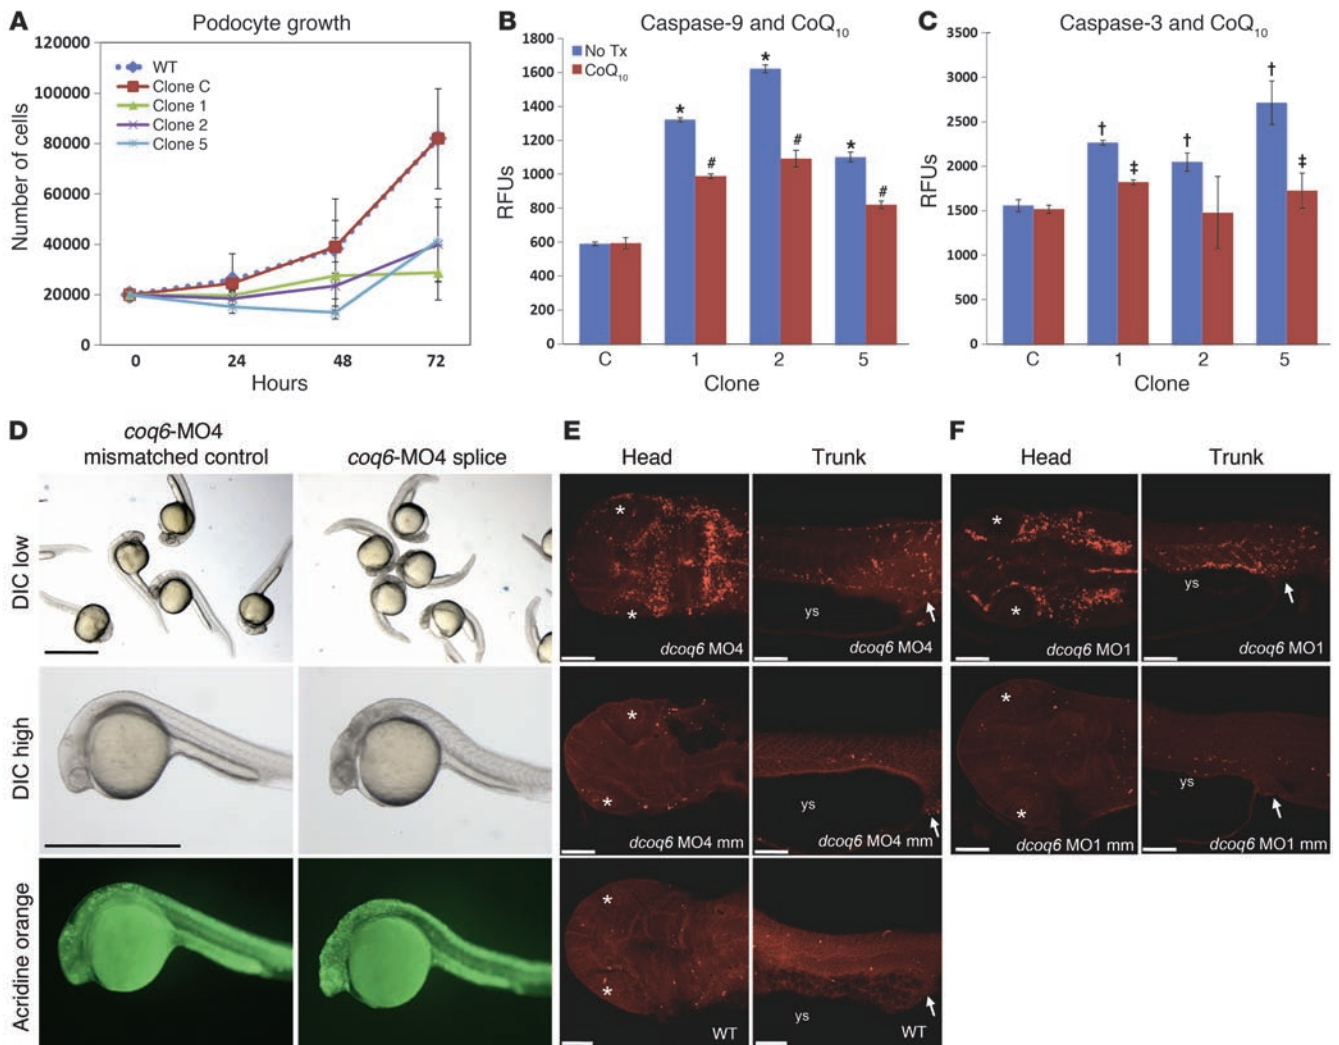 A
Podocyte growth
120000
100000
80000
60000
40000
20000
0
Number of cells
WT
Clone C
Clone 1
Clone 2
Clone 5
0 24 48 72
Hours
B
Caspase-9 and CoQ10
1800
1600
1400
1200
1000
800
600
400
200
0
RFUs
No Tx
CoQ10
* * *
# # #
C 1 2 5
Clone
C
Caspase-3 and CoQ10
3500
3000
2500
2000
1500
1000
500
0
RFUs
† † †
‡ ‡
C 1 2 5
Clone
D
coq6-MO4
mismatched control
coq6-MO4 splice
DIC low
DIC high
Acridine orange
E
Head Trunk
*
*
dcoq6 MO4
ys
dcoq6 MO4
*
*
dcoq6 MO4 mm
ys
dcoq6 MO4 mm
*
*
WT
ys
WT
F
Head Trunk
*
*
dcoq6 MO1
ys
dcoq6 MO1
*
*
dcoq6 MO1 mm
ys
dcoq6 MO1 mm